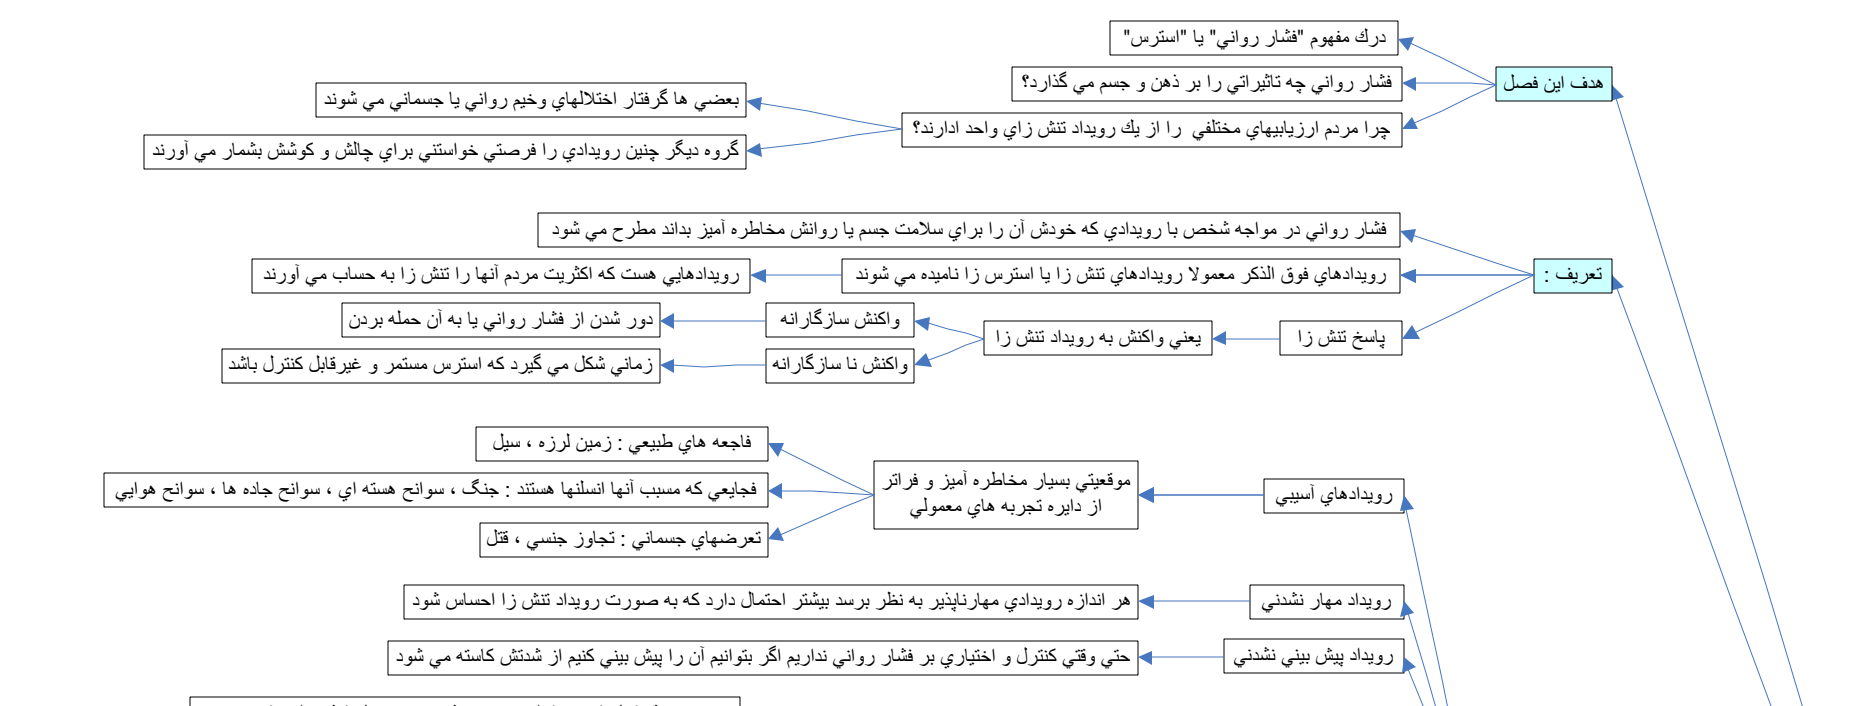 هدف اين فصل
درك مفهوم "فشار رواني" يا "استرس"
فشار رواني چه تاثيراتي را بر ذهن و جسم مي گذارد؟
چرا مردم ارزيابيهاي مختلفي را از يك رويداد تنش زاي واحد ادارند؟
بعضي ها گرفتار اختلالهاي وخيم رواني يا جسماني مي شوند
گروه ديگر چنين رويدادي را فرصتي خواستني براي چالش و كوشش بشمار مي آورند
تعريف :
فشار رواني در مواجه شخص با رويدادي كه خودش آن را براي سلامت جسم يا روانش مخاطره آميز بداند مطرح مي شود
رويدادهاي فوق الذكر معمولا رويدادهاي تنش زا يا استرس زا ناميده مي شوند
رويدادهايي هست كه اكثريت مردم آنها را تنش زا به حساب مي آورند
پاسخ تنش زا
يعني واكنش به رويداد تنش زا
واكنش سازگارانه
دور شدن از فشار رواني يا به آن حمله بردن
واكنش نا سازگارانه
زماني شكل مي گيرد كه استرس مستمر و غيرقابل كنترل باشد
رويدادهاي آسيبي
موقعيتي بسيار مخاطره آميز و فراتر
از دايره تجربه هاي معمولي
فاجعه هاي طبيعي : زمين لرزه ، سيل
فجايعي كه مسبب آنها انسلنها هستند : جنگ ، سوانح هسته اي ، سوانح جاده ها ، سوانح هوايي
تعرضهاي جسماني : تجاوز جنسي ، قتل
رويداد مهار نشدني
هر اندازه رويدادي مهارناپذير به نظر برسد بيشتر احتمال دارد كه به صورت رويداد تنش زا احساس شود
رويداد پيش بيني نشدني
حتي وقتي كنترل و اختياري بر فشار رواني نداريم اگر بتوانيم آن را پيش بيني كنيم از شدتش كاسته مي شود